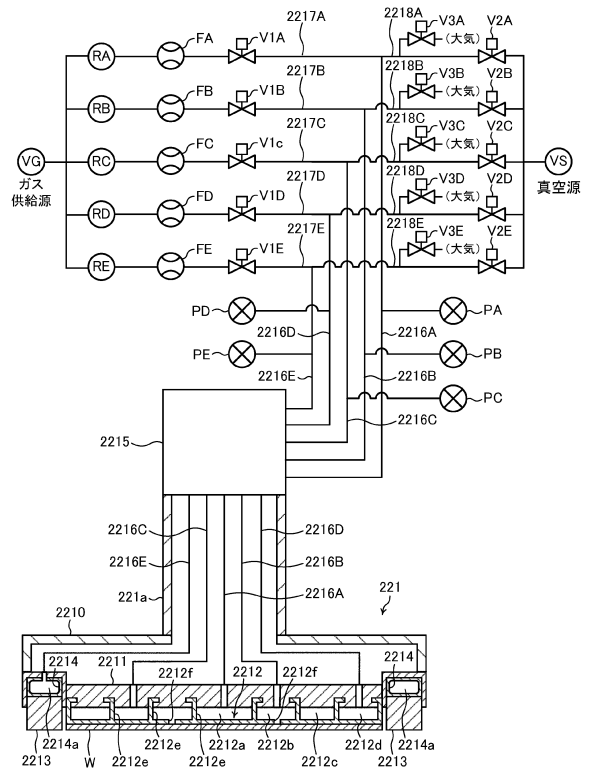 2218A V3A V2A
FA V1A 2217A (大気)
RA
2218B V3B V2B
FB V1B 2217B (大気)
RB
2218C V3C V2C
FC V1c 2217C (大気)
RC
VG VS
ガス
供給源
真空源
2218D V3D V2D
FD V1D 2217D (大気)
RD
2218E V3E V2E
FE V1E 2217E (大気)
RE
PD PA
2216D 2216A
PE PB
2216E 2216B
PC
2216C
2215
2216C 2216D
2216E 2216B
221a 2216A
221
2210
2214 2211 2212f 2212 2212f 2214
2214a 2212e 2212e 2212a 2212b 2212d 2214a
2213 W 2212e 2212e 2212c 2213